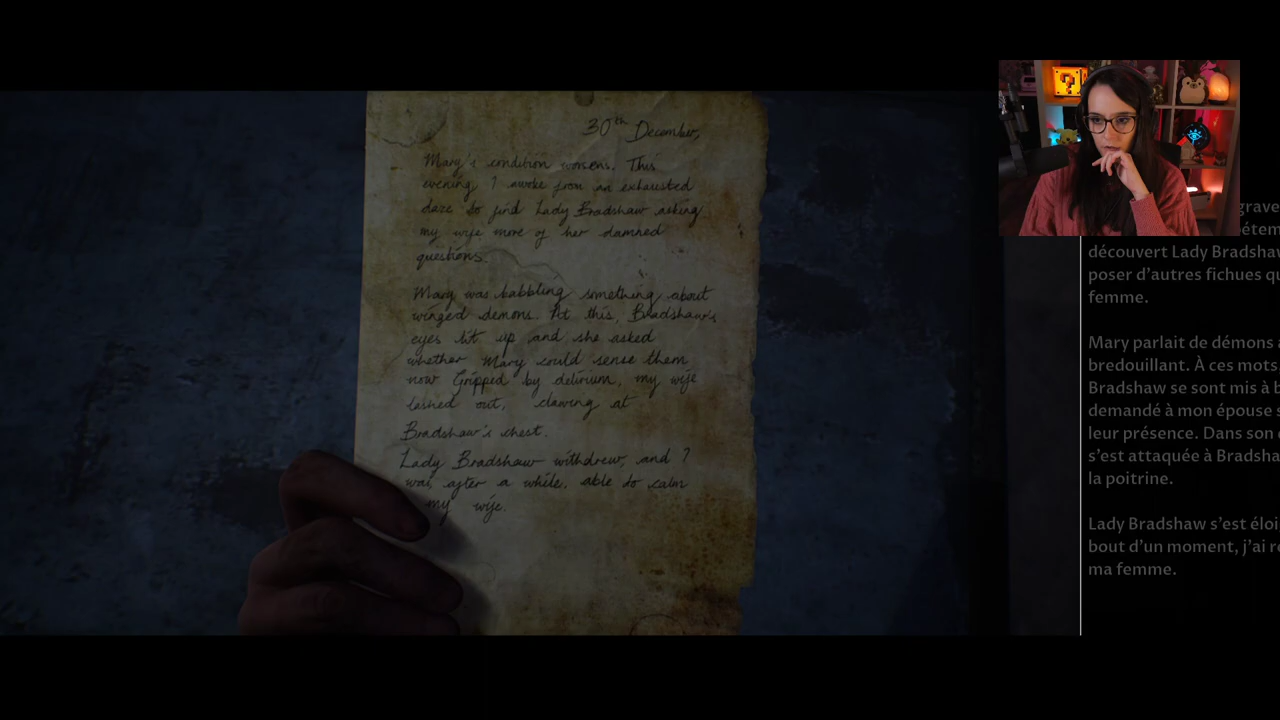 30th December,
Mary's condition worsens. This
evening I awoke from an exhausted
daze to find Lady Bradshaw asking
my wife more of her damned
questions.
Mary was babbling something about
winged demons. At this, Bradshaw's
eyes lit up and she asked
whether Mary could sense them
now Gripped by delirium, my wife
lashed out, clawing at
Bradshaw's chest.
Lady Bradshaw withdrew, and I
was, after a while, able to calm
my wife.
grave
découvert Lady Bradshaw
poser d'autres fichues
femme.
Mary parlait de démons
bredouillant. À ces mots,
Bradshaw se sont mis à
demandé à mon épouse
leur présence. Dans son
s'est attaquée à
la poitrine.
Lady Bradshaw s'est
bout d'un moment, j'ai
ma femme.
?